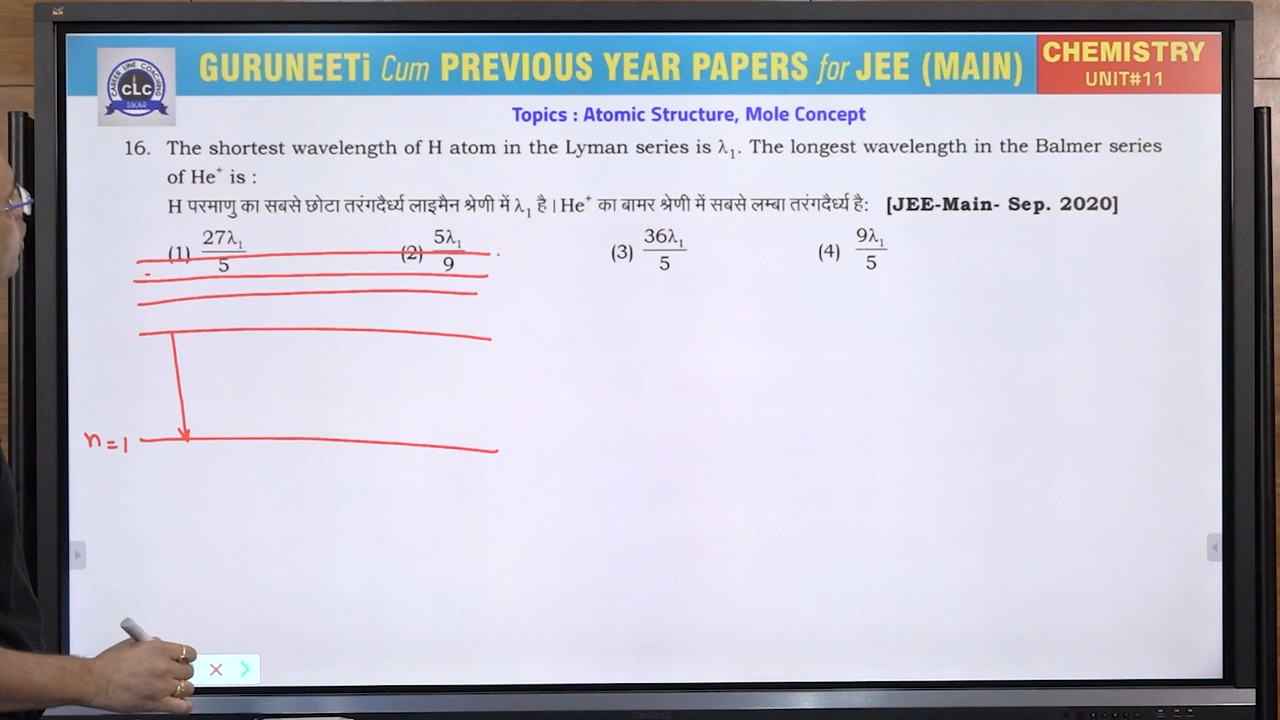 GURUNEETi Cum PREVIOUS YEAR PAPERS for JEE (MAIN)
CHEMISTRY
UNIT#11
CLC
SIKAR
Topics : Atomic Structure, Mole Concept
16. The shortest wavelength of H atom in the Lyman series is λ₁. The longest wavelength in the Balmer series
of He⁺ is :
H परमाणु का सबसे छोटा तरंगदैर्ध्य लाइमैन श्रेणी में λ₁ है। He⁺ का बामर श्रेणी में सबसे लम्बा तरंगदैर्ध्य है: [JEE-Main- Sep. 2020]
(1) 27λ₁/5 (2) 5λ₁/9 (3) 36λ₁/5 (4) 9λ₁/5
n=1